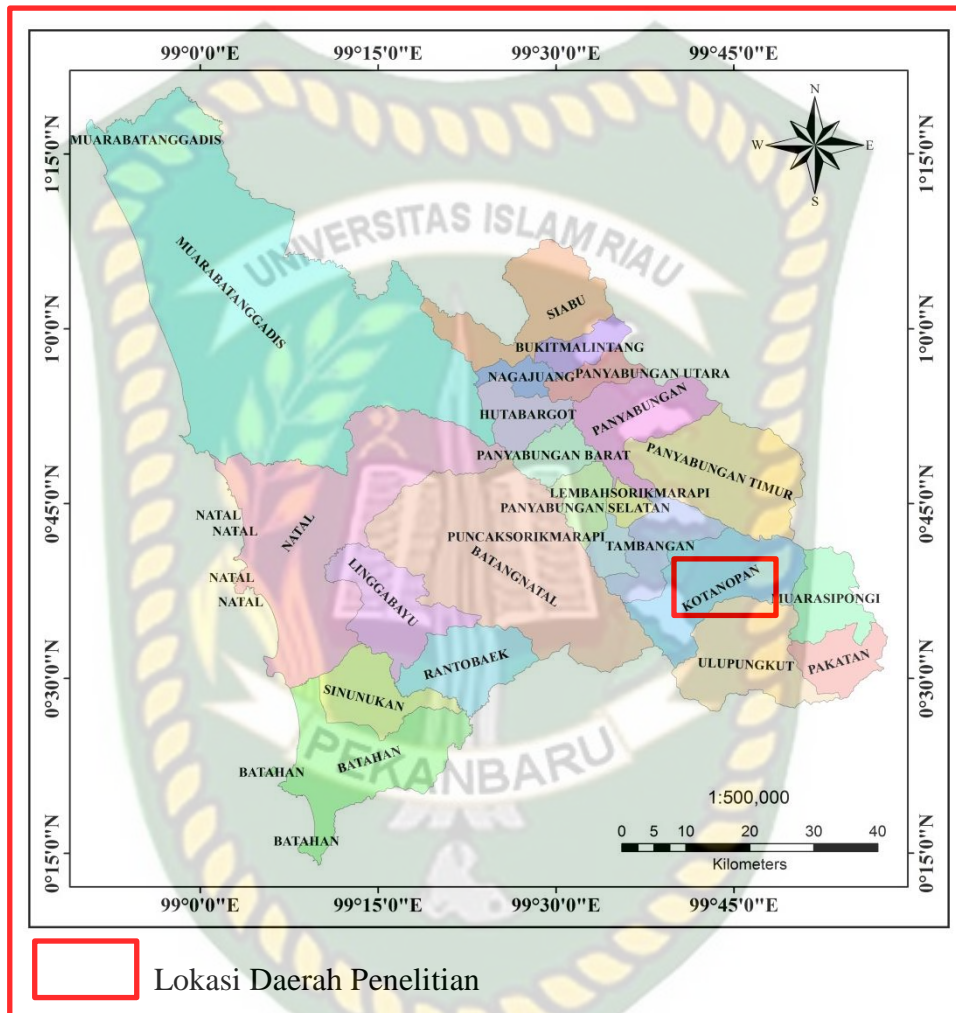 99°0'0"E 99°15'0"E 99°30'0"E 99°45'0"E
N
W E
S
1°15'0"N 1°15'0"N
MUARABATANGGADIS
UNIVERSITAS ISLAM RIAU
MUARABATANGGADIS
SIABU
1°0'0"N 1°0'0"N
BUKITMALINTANG
NAGAJUANG PANYABUNGAN UTARA
HUTABARGOT PANYABUNGAN
PANYABUNGAN BARAT PANYABUNGAN TIMUR
LEMBAHSORIKMARAPI
0°45'0"N 0°45'0"N
PANYABUNGAN SELATAN
NATAL
NATAL NATAL
PUNCAKSORIKMARAPI TAMBANGAN
BATANGNATAL
NATAL LINGGABAYU KOTANOPAN
NATAL MUARASIPONGI
RANTOBAEK ULUPUNGKUT PAKATAN
0°30'0"N 0°30'0"N
SINUNUKAN
PEKANBARU
BATAHAN BATAHAN
1:500,000
0 5 10 20 30 40
Kilometers
BATAHAN
0°15'0"N 0°15'0"N
99°0'0"E 99°15'0"E 99°30'0"E 99°45'0"E
Lokasi Daerah Penelitian